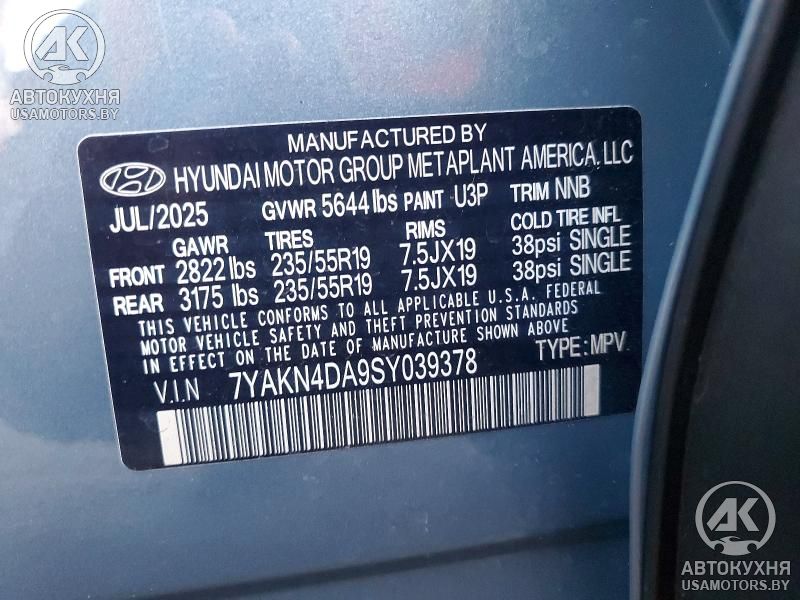 AK
АВТОКУХНЯ
USAMOTORS.BY
MANUFACTURED BY
HYUNDAI MOTOR GROUP METAPLANT AMERICA, LLC
JUL/2025 GVWR 5644 lbs PAINT U3P TRIM NNB
GAWR TIRES RIMS COLD TIRE INFL
FRONT 2822 lbs 235/55R19 7.5JX19 38psi SINGLE
REAR 3175 lbs 235/55R19 7.5JX19 38psi SINGLE
THIS VEHICLE CONFORMS TO ALL APPLICABLE U.S.A. FEDERAL
MOTOR VEHICLE SAFETY AND THEFT PREVENTION STANDARDS
IN EFFECT ON THE DATE OF MANUFACTURE SHOWN ABOVE
V.I.N 7YAKN4DA9SY039378 TYPE: MPV
AK
АВТОКУХНЯ
USAMOTORS.BY